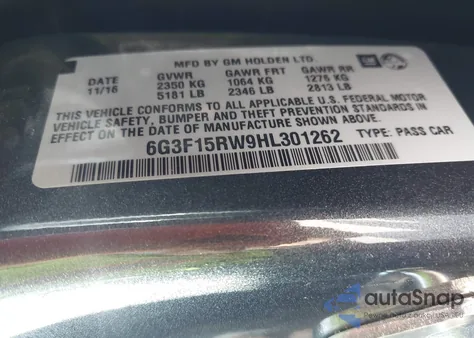 MFD BY GM HOLDEN LTD.
DATE GVWR GAWR FRT GAWR RR
11/16 2350 KG 1064 KG 1276 KG
5181 LB 2346 LB 2813 LB
THIS VEHICLE CONFORMS TO ALL APPLICABLE U.S. FEDERAL MOTOR
VEHICLE SAFETY, BUMPER, AND THEFT PREVENTION STANDARDS
IN EFFECT ON THE DATE OF MANUFACTURE SHOWN ABOVE.
6G3F15RW9HL301262 TYPE: PASS CAR
GM
autoSnap